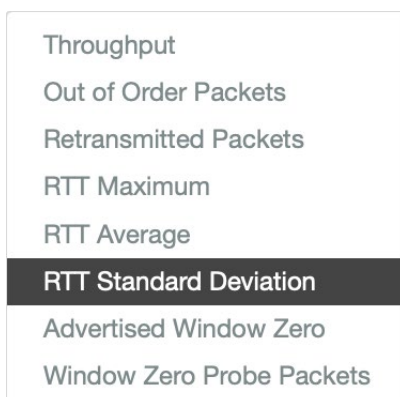 Throughput
Out of Order Packets
Retransmitted Packets
RTT Maximum
RTT Average
RTT Standard Deviation
Advertised Window Zero
Window Zero Probe Packets